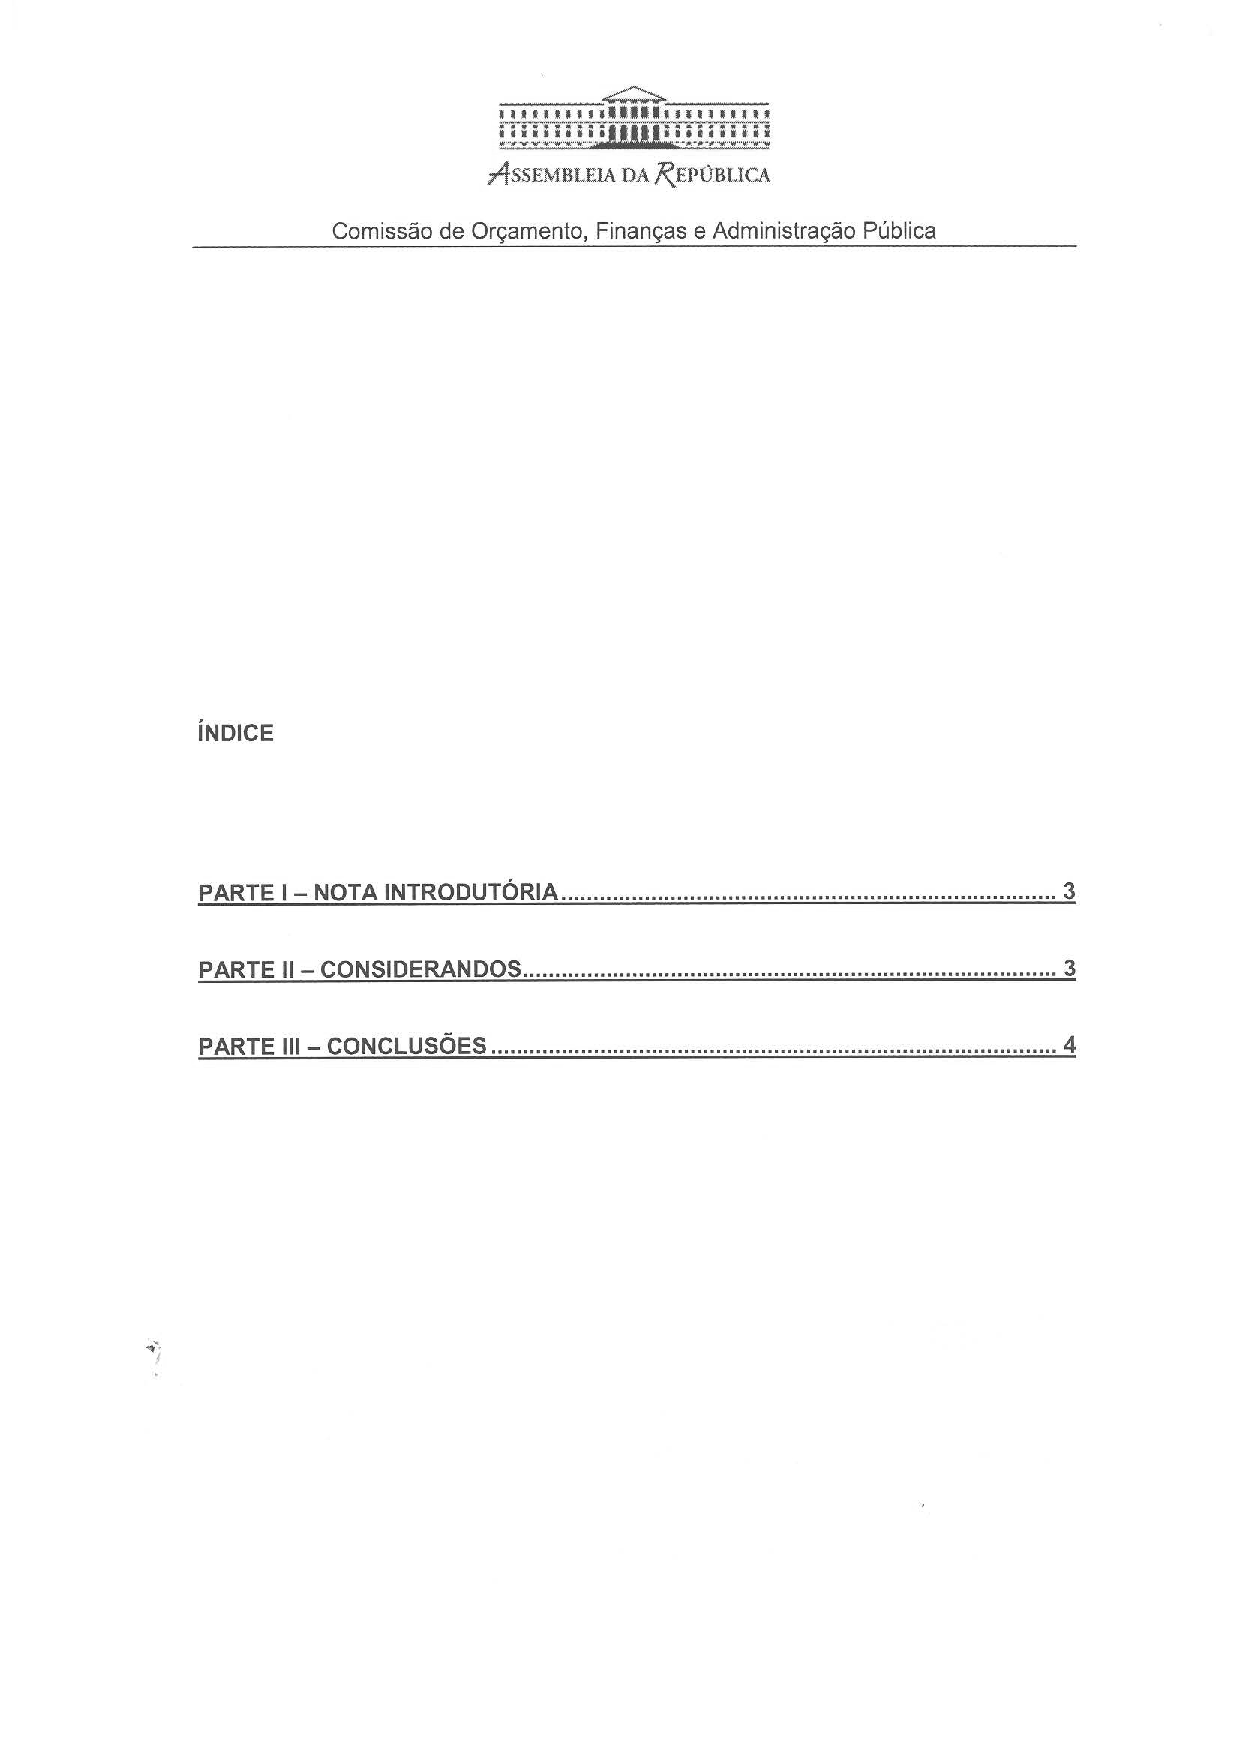 ASSEMBLEIA DA REPÚBLICA
Comissão de Orçamento, Finanças e Administração Pública
ÍNDICE
PARTE I – NOTA INTRODUTÓRIA............................................................................ 3
PARTE II – CONSIDERANDOS.................................................................................. 3
PARTE III – CONCLUSÕES....................................................................................... 4